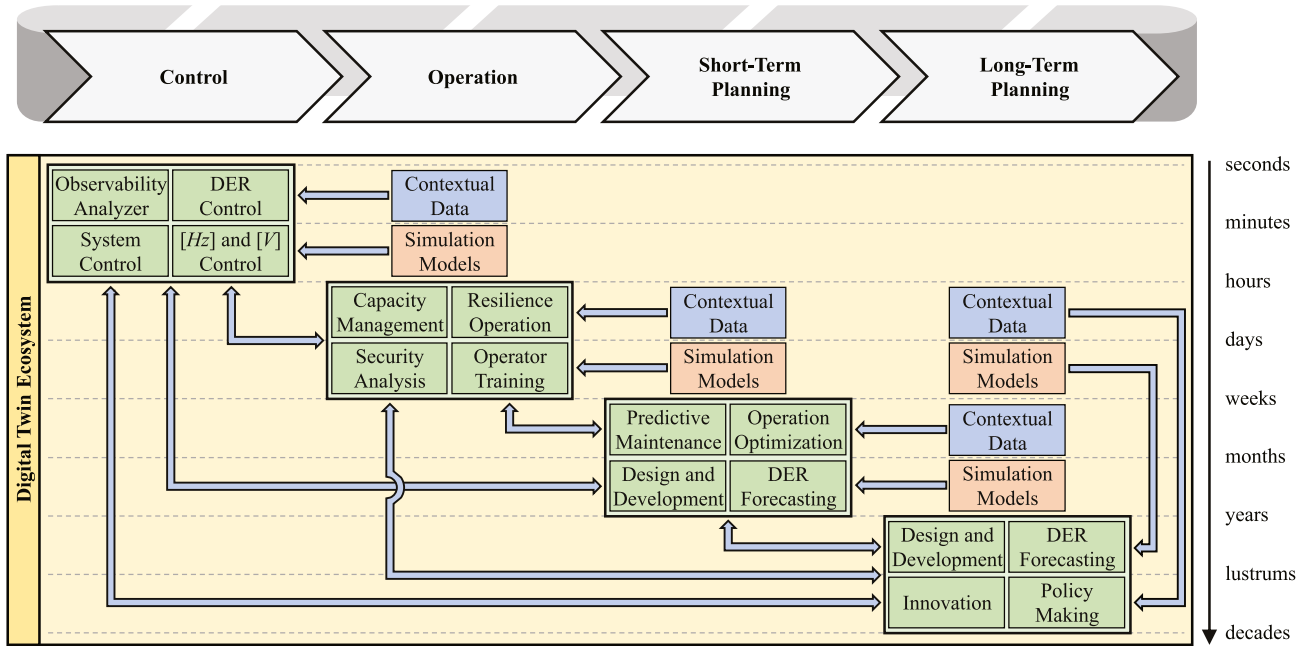 Control
Operation
Short-Term
Planning
Long-Term
Planning
Digital Twin Ecosystem
Observability
Analyzer
DER
Control
System
Control
[Hz] and [V]
Control
Contextual
Data
Simulation
Models
Capacity
Management
Resilience
Operation
Security
Analysis
Operator
Training
Contextual
Data
Simulation
Models
Contextual
Data
Simulation
Models
Predictive
Maintenance
Operation
Optimization
Design and
Development
DER
Forecasting
Contextual
Data
Simulation
Models
Design and
Development
DER
Forecasting
Innovation
Policy
Making
seconds
minutes
hours
days
weeks
months
years
lustrums
decades